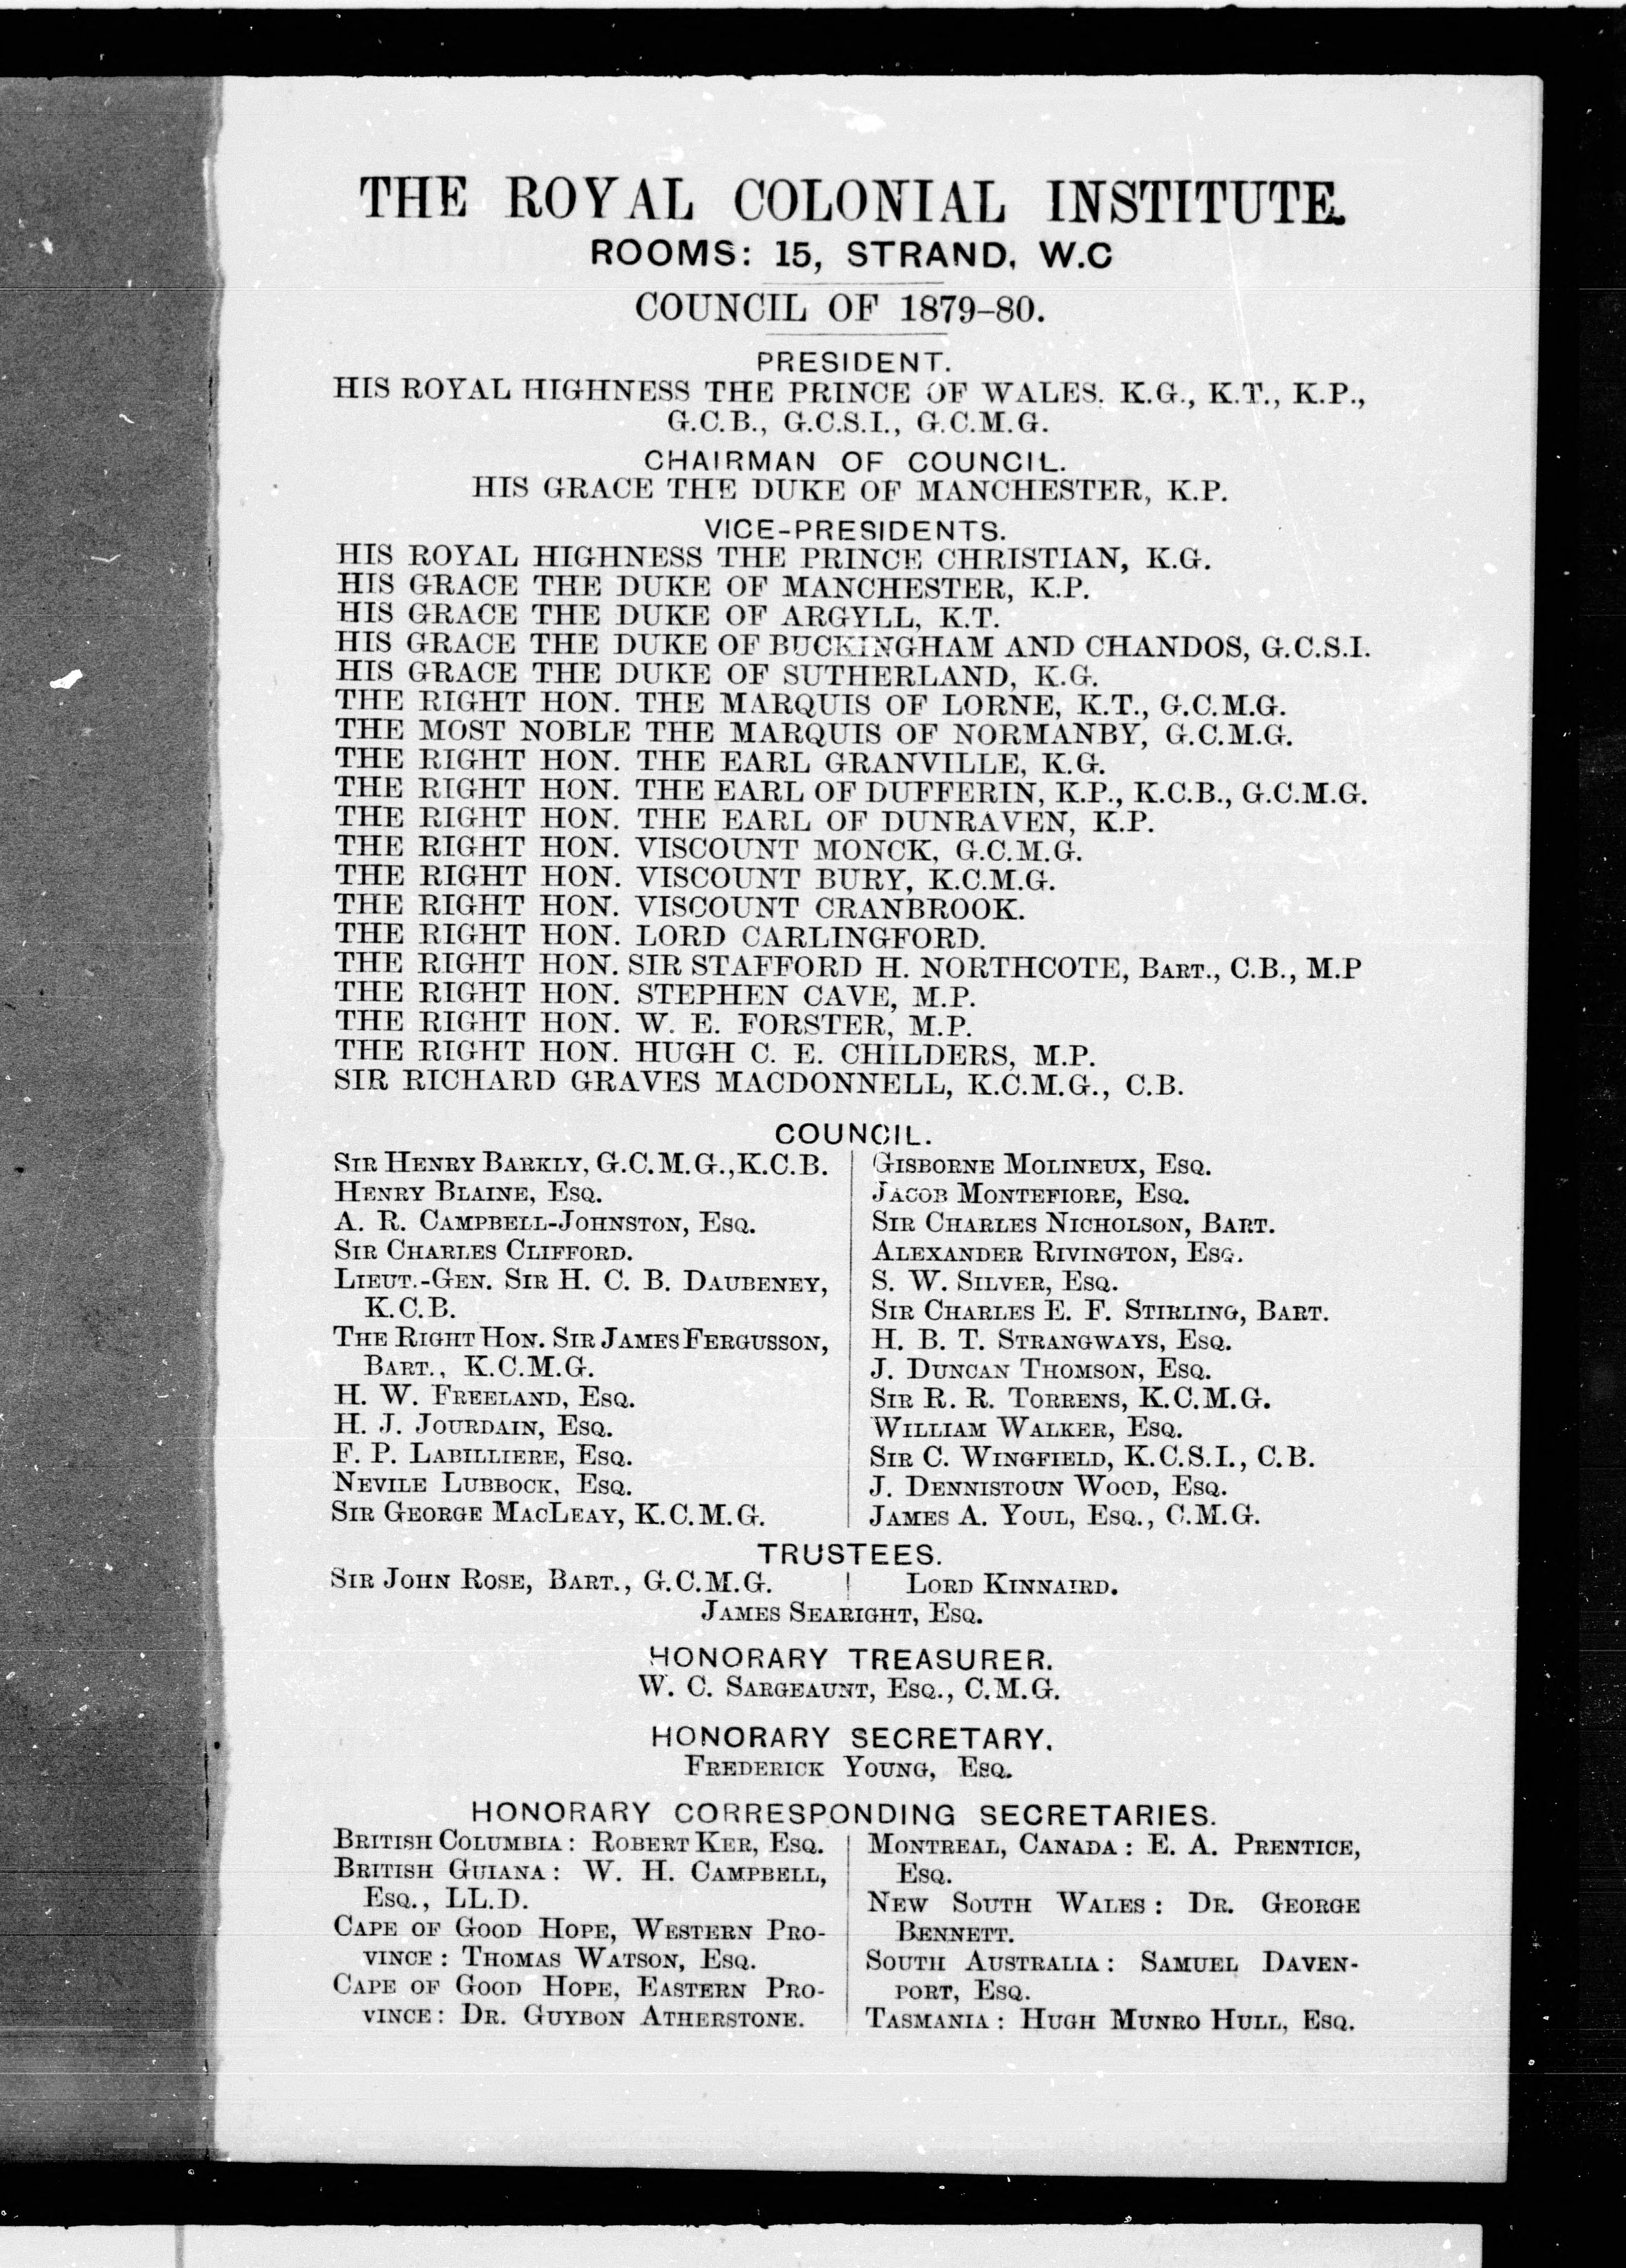 THE ROYAL COLONIAL INSTITUTE.
ROOMS: 15, STRAND, W.C
COUNCIL OF 1879–80.
PRESIDENT.
HIS ROYAL HIGHNESS THE PRINCE OF WALES. K.G., K.T., K.P.,
G.C.B., G.C.S.I., G.C.M.G.
CHAIRMAN OF COUNCIL.
HIS GRACE THE DUKE OF MANCHESTER, K.P.
VICE-PRESIDENTS.
HIS ROYAL HIGHNESS THE PRINCE CHRISTIAN, K.G.
HIS GRACE THE DUKE OF MANCHESTER, K.P.
HIS GRACE THE DUKE OF ARGYLL, K.T.
HIS GRACE THE DUKE OF BUCKINGHAM AND CHANDOS, G.C.S.I.
HIS GRACE THE DUKE OF SUTHERLAND, K.G.
THE RIGHT HON. THE MARQUIS OF LORNE, K.T., G.C.M.G.
THE MOST NOBLE THE MARQUIS OF NORMANBY, G.C.M.G.
THE RIGHT HON. THE EARL GRANVILLE, K.G.
THE RIGHT HON. THE EARL OF DUFFERIN, K.P., K.C.B., G.C.M.G.
THE RIGHT HON. THE EARL OF DUNRAVEN, K.P.
THE RIGHT HON. VISCOUNT MONCK, G.C.M.G.
THE RIGHT HON. VISCOUNT BURY, K.C.M.G.
THE RIGHT HON. VISCOUNT CRANBROOK.
THE RIGHT HON. LORD CARLINGFORD.
THE RIGHT HON. SIR STAFFORD H. NORTHCOTE, BART., C.B., M.P
THE RIGHT HON. STEPHEN CAVE, M.P.
THE RIGHT HON. W. E. FORSTER, M.P.
THE RIGHT HON. HUGH C. E. CHILDERS, M.P.
SIR RICHARD GRAVES MACDONNELL, K.C.M.G., C.B.
COUNCIL.
SIR HENRY BARKLY, G.C.M.G., K.C.B.
HENRY BLAINE, ESQ.
A. R. CAMPBELL-JOHNSTON, ESQ.
SIR CHARLES CLIFFORD.
LIEUT.-GEN. SIR H. C. B. DAUBENEY,
K.C.B.
THE RIGHT HON. SIR JAMES FERGUSSON,
BART., K.C.M.G.
H. W. FREELAND, ESQ.
H. J. JOURDAIN, ESQ.
F. P. LABILLIERE, ESQ.
NEVILE LUBBOCK, ESQ.
SIR GEORGE MACLEAY, K.C.M.G.
GISBORNE MOLINEUX, ESQ.
JACOB MONTEFIORE, ESQ.
SIR CHARLES NICHOLSON, BART.
ALEXANDER RIVINGTON, ESQ.
S. W. SILVER, ESQ.
SIR CHARLES E. F. STIRLING, BART.
H. B. T. STRANGWAYS, ESQ.
J. DUNCAN THOMSON, ESQ.
SIR R. R. TORRENS, K.C.M.G.
WILLIAM WALKER, ESQ.
SIR C. WINGFIELD, K.C.S.I., C.B.
J. DENNISTOUN WOOD, ESQ.
JAMES A. YOUL, ESQ., C.M.G.
TRUSTEES.
SIR JOHN ROSE, BART., G.C.M.G.
LORD KINNAIRD.
JAMES SEARIGHT, ESQ.
HONORARY TREASURER.
W. C. SARGEAUNT, ESQ., C.M.G.
HONORARY SECRETARY.
FREDERICK YOUNG, ESQ.
HONORARY CORRESPONDING SECRETARIES.
BRITISH COLUMBIA: ROBERT KER, ESQ.
BRITISH GUIANA: W. H. CAMPBELL,
ESQ., LL.D.
CAPE OF GOOD HOPE, WESTERN PRO-
VINCE: THOMAS WATSON, ESQ.
CAPE OF GOOD HOPE, EASTERN PRO-
VINCE: DR. GUYBON ATHERSTONE.
MONTREAL, CANADA: E. A. PRENTICE,
ESQ.
NEW SOUTH WALES: DR. GEORGE
BENNETT.
SOUTH AUSTRALIA: SAMUEL DAVEN-
PORT, ESQ.
TASMANIA: HUGH MUNRO HULL, ESQ.